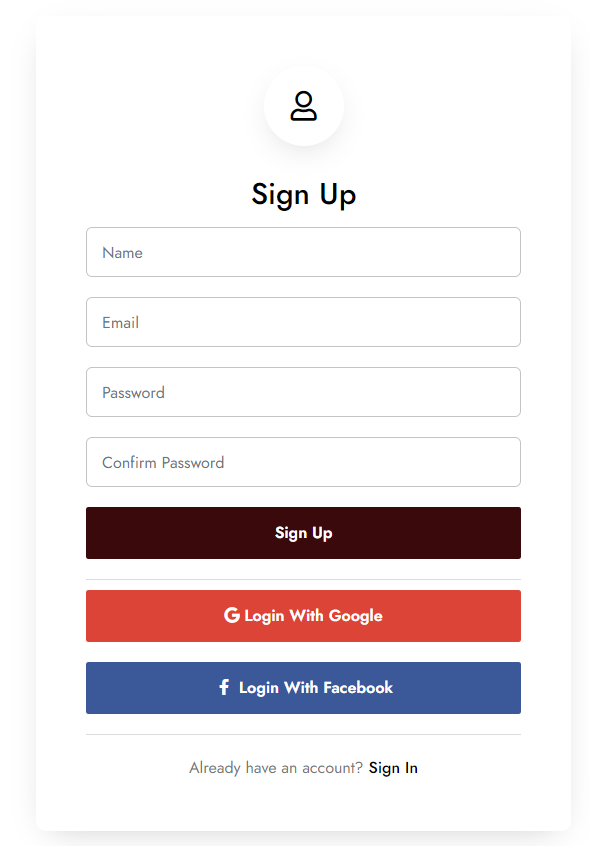 Sign Up
Name
Email
Password
Confirm Password
Sign Up
Login With Google
Login With Facebook
Already have an account? Sign In